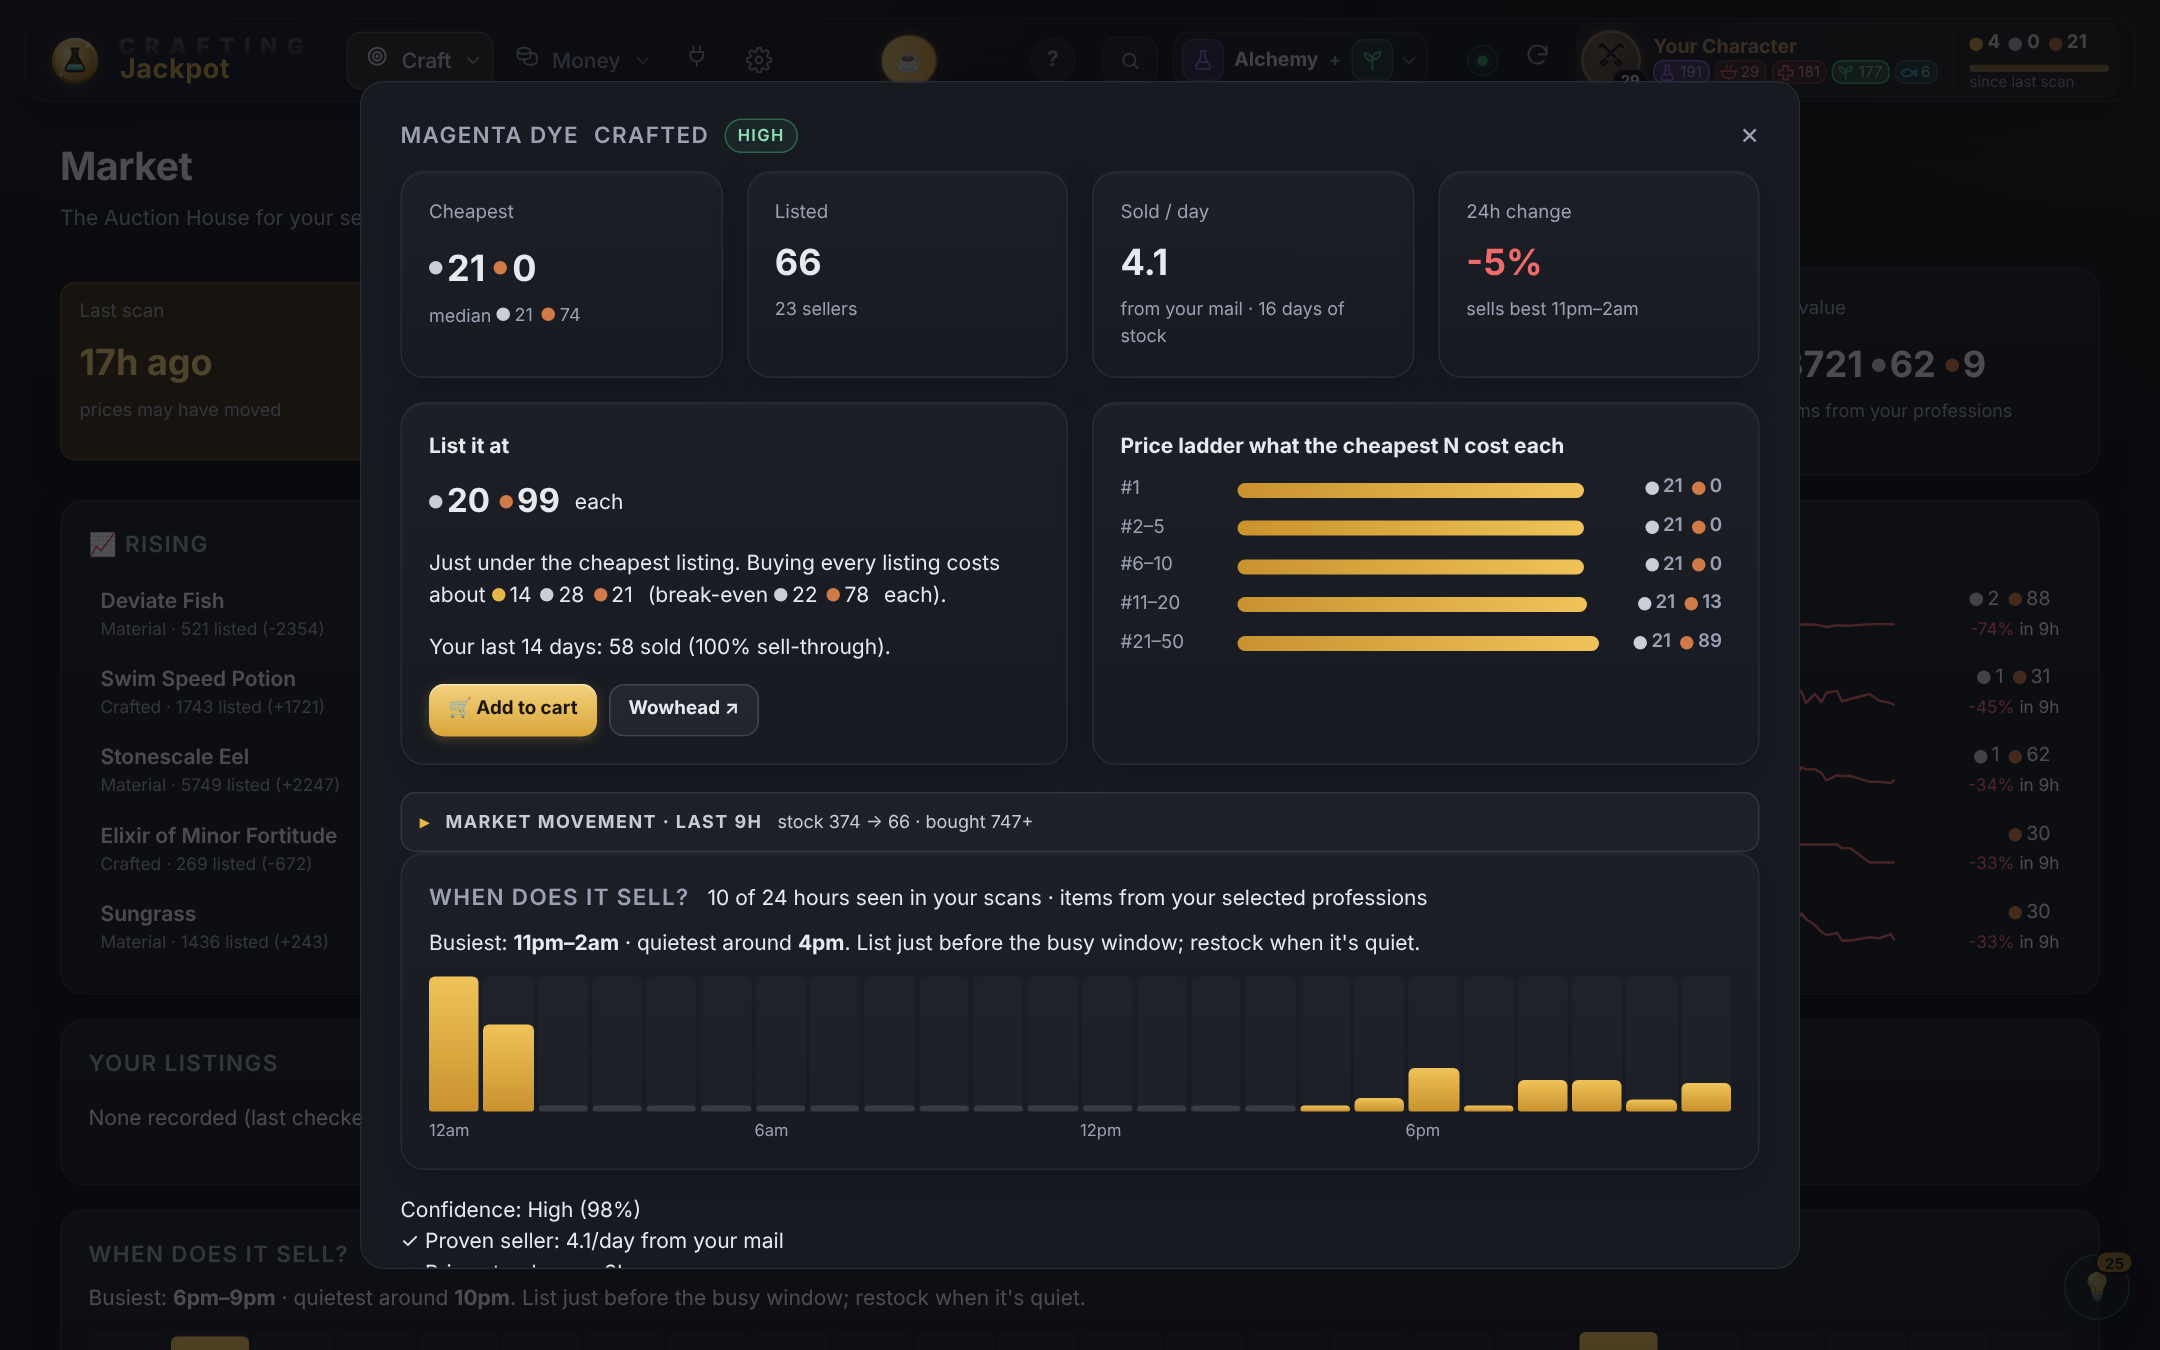 CRAFTING
Jackpot
Craft
Money
?
Alchemy +
Your Character
29
191 29 181 177 6
4 0 21
since last scan
Market
The Auction House for your se
Last scan
17h ago
prices may have moved
value
3721 62 9
ms from your professions
RISING
Deviate Fish
Material · 521 listed (-2354)
2 88
-74% in 9h
Swim Speed Potion
Crafted · 1743 listed (+1721)
1 31
-45% in 9h
Stonescale Eel
Material · 5749 listed (+2247)
1 62
-34% in 9h
Elixir of Minor Fortitude
Crafted · 269 listed (-672)
30
-33% in 9h
Sungrass
Material · 1436 listed (+243)
30
-33% in 9h
YOUR LISTINGS
None recorded (last checke
WHEN DOES IT SELL?
Busiest: 6pm–9pm · quietest around 10pm. List just before the busy window; restock when it's quiet.
25
MAGENTA DYE CRAFTED HIGH ×
Cheapest
21 0
median 21 74
Listed
66
23 sellers
Sold / day
4.1
from your mail · 16 days of
stock
24h change
-5%
sells best 11pm–2am
List it at
20 99 each
Just under the cheapest listing. Buying every listing costs
about 14 28 21 (break-even 22 78 each).
Your last 14 days: 58 sold (100% sell-through).
Add to cart
Wowhead ↗
Price ladder what the cheapest N cost each
#1 21 0
#2–5 21 0
#6–10 21 0
#11–20 21 13
#21–50 21 89
▸ MARKET MOVEMENT · LAST 9H stock 374 → 66 · bought 747+
WHEN DOES IT SELL? 10 of 24 hours seen in your scans · items from your selected professions
Busiest: 11pm–2am · quietest around 4pm. List just before the busy window; restock when it's quiet.
12am 6am 12pm 6pm
Confidence: High (98%)
✓ Proven seller: 4.1/day from your mail